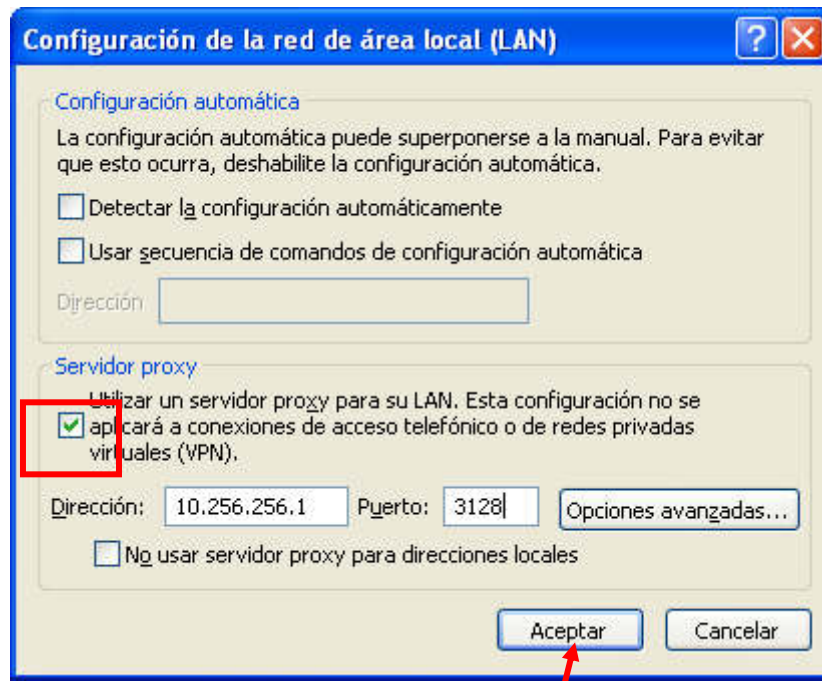 Configuración de la red de área local (LAN)
Configuración automática
La configuración automática puede superponerse a la manual. Para evitar
que esto ocurra, deshabilite la configuración automática.
Detectar la configuración automáticamente
Usar secuencia de comandos de configuración automática
Dirección
Servidor proxy
Utilizar un servidor proxy para su LAN. Esta configuración no se
aplicará a conexiones de acceso telefónico o de redes privadas
virtuales (VPN).
Dirección: 10.256.256.1 Puerto: 3128 Opciones avanzadas...
No usar servidor proxy para direcciones locales
Aceptar Cancelar